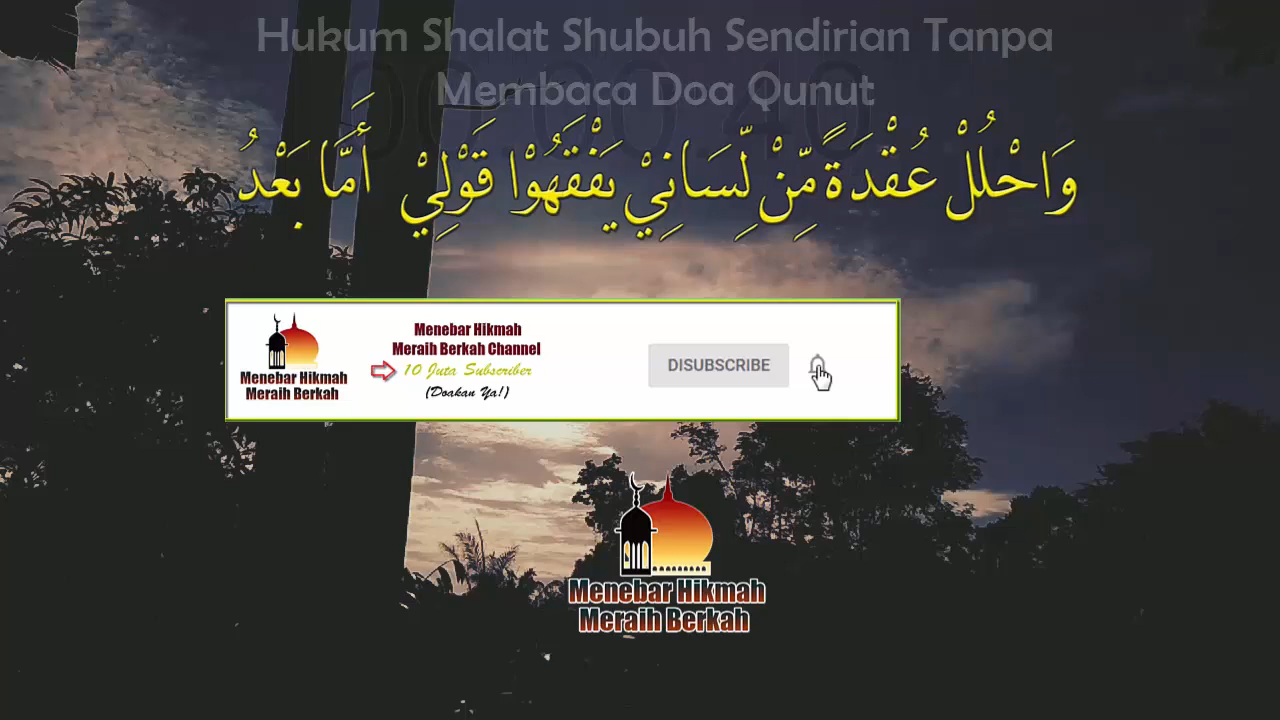 Hukum Shalat Shubuh Sendirian Tanpa
Membaca Doa Qunut
وَاحْلُلْ عُقْدَةً مِّنْ لِّسَانِيْ يَفْقَهُوْا قَوْلِيْ أَمَّا بَعْدُ
Menebar Hikmah
Meraih Berkah
Menebar Hikmah
Meraih Berkah Channel
10 Juta Subscriber
(Doakan Ya!)
DISUBSCRIBE
Menebar Hikmah
Meraih Berkah